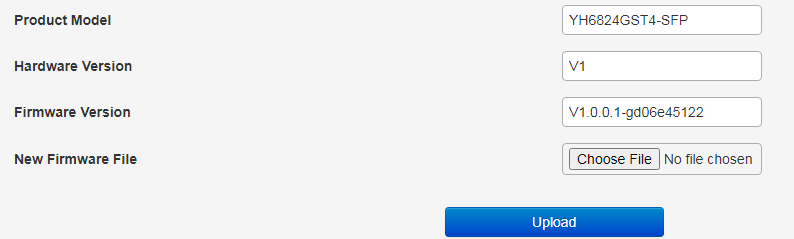 Product Model YH6824GST4-SFP
Hardware Version V1
Firmware Version V1.0.0.1-gd06e45122
New Firmware File Choose File No file chosen
Upload